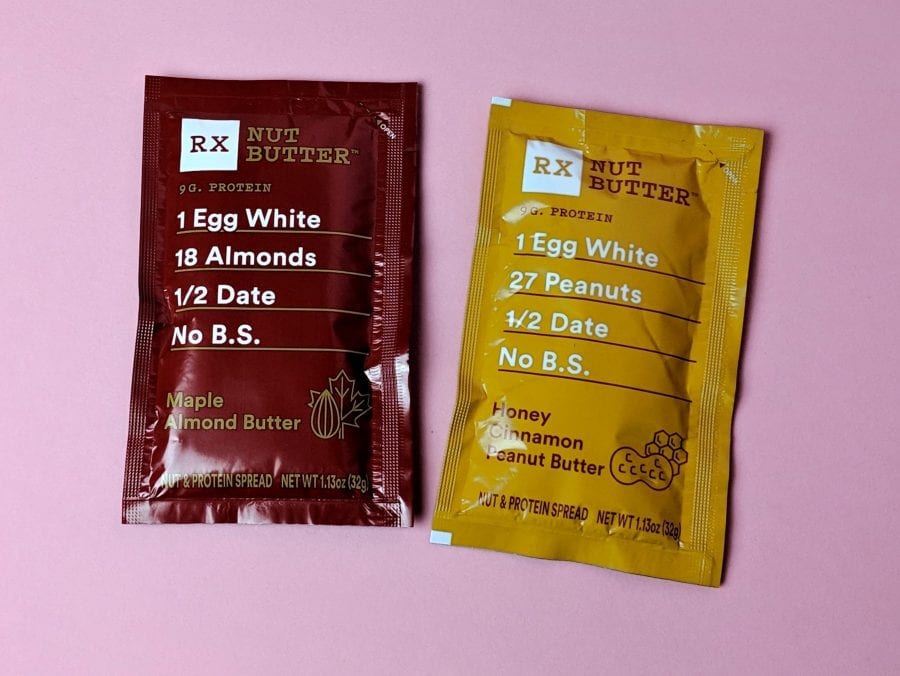 RX NUT
BUTTER™
OPEN
9G. PROTEIN
1 Egg White
18 Almonds
1/2 Date
No B.S.
Maple
Almond Butter
NUT & PROTEIN SPREAD NET WT 1.13oz (32g)
RX NUT
BUTTER™
9G. PROTEIN
1 Egg White
27 Peanuts
1/2 Date
No B.S.
Honey
Cinnamon
Peanut Butter
C
C C
C C C C
NUT & PROTEIN SPREAD NET WT 1.13oz (32g)